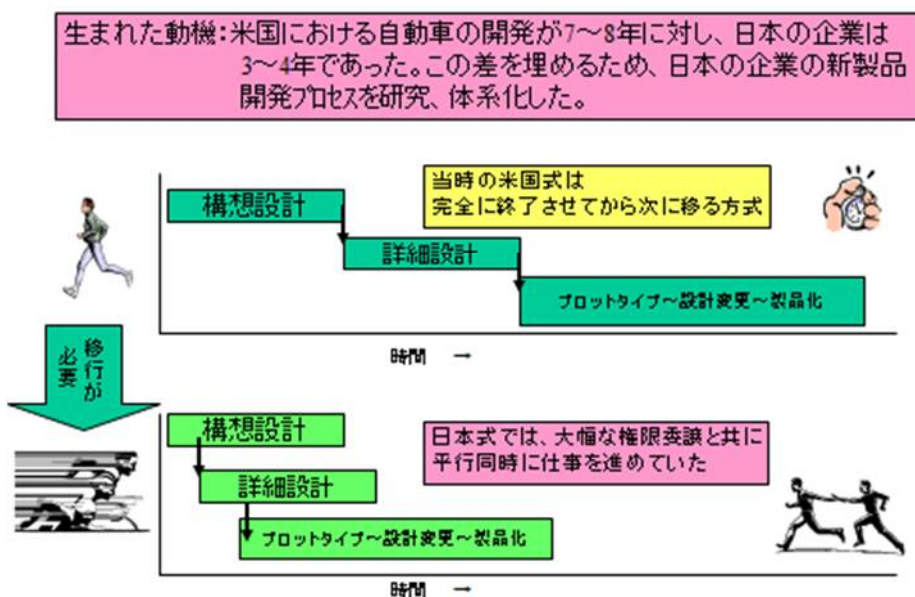 生まれた動機：米国における自動車の開発が7～8年に対し、日本の企業は
3～4年であった。この差を埋めるため、日本の企業の新製品
開発プロセスを研究、体系化した。
当時の米国式は
完全に終了させてから次に移る方式
構想設計
詳細設計
プロットタイプ～設計変更～製品化
時間　→
移行が
必要
構想設計
日本式では、大幅な権限委譲と共に
平行同時に仕事を進めていた
詳細設計
プロットタイプ～設計変更～製品化
時間　→